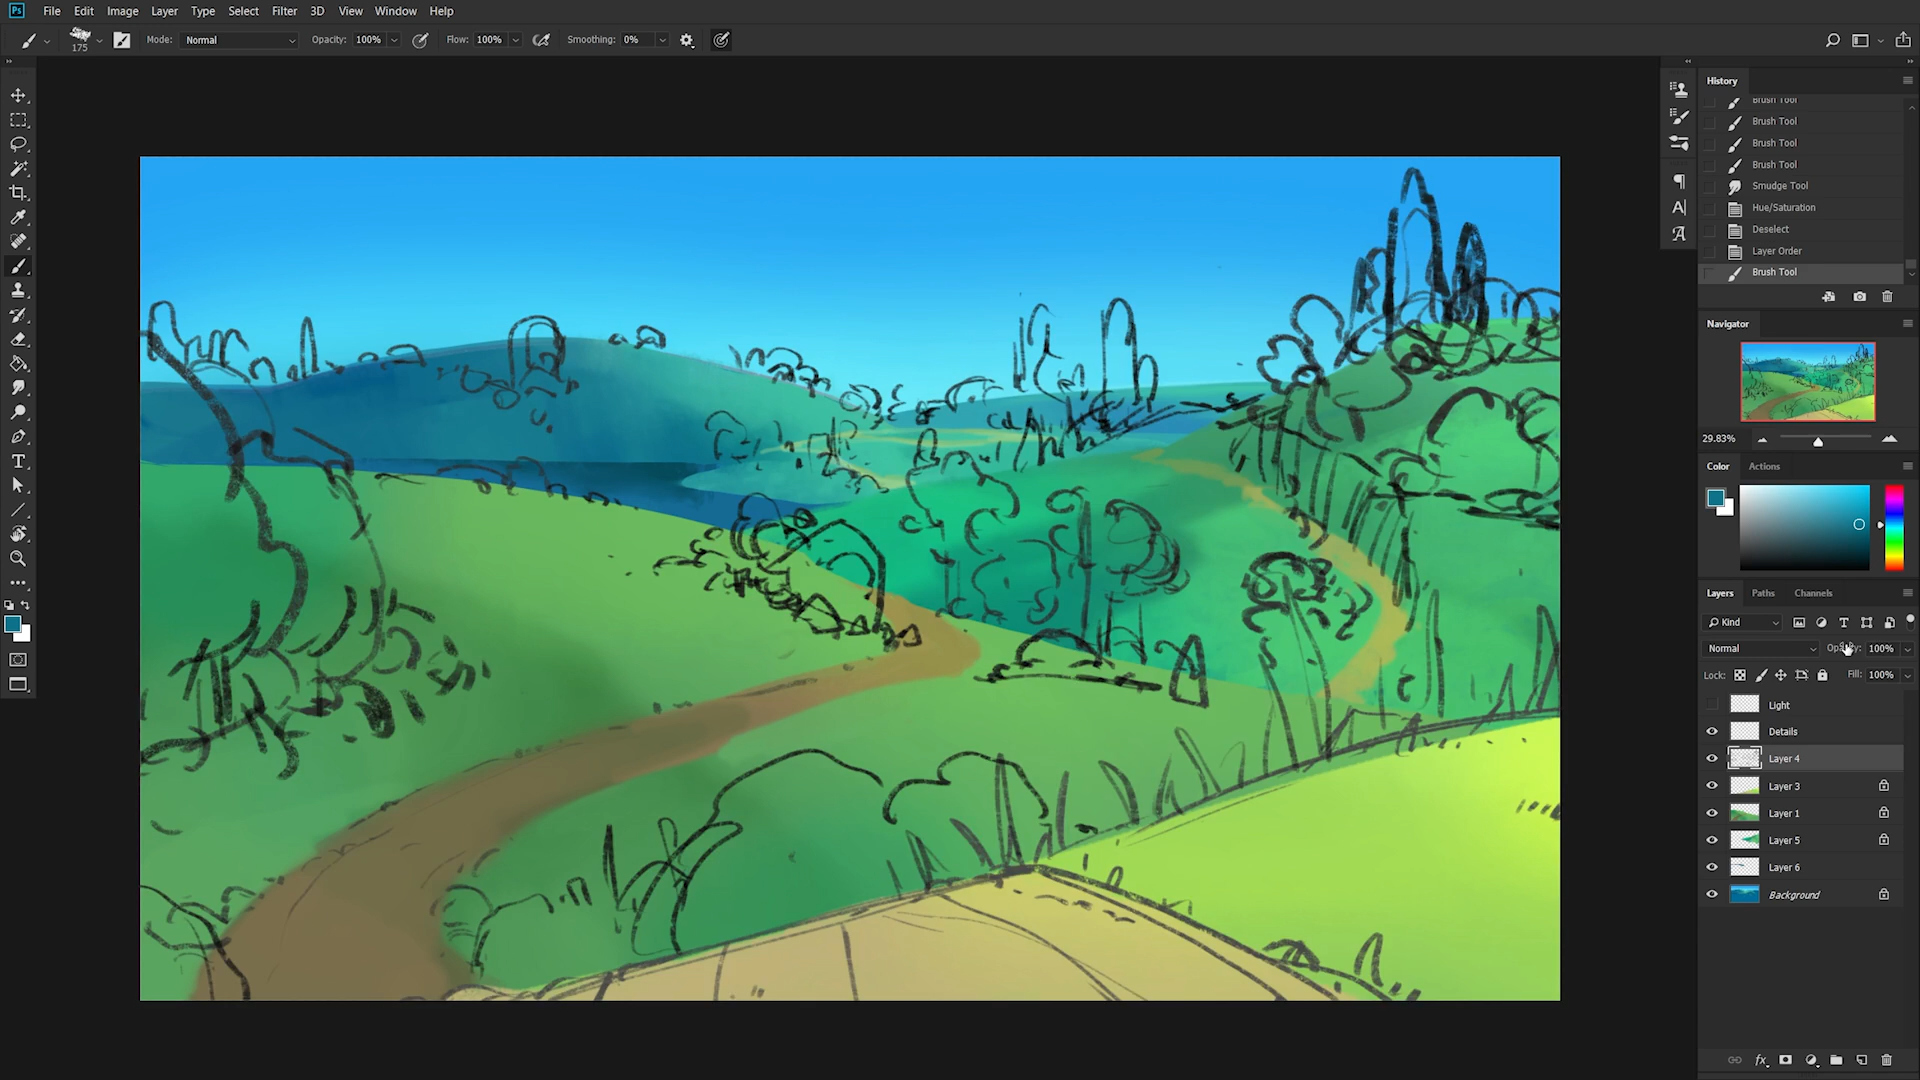 Ps File Edit Image Layer Type Select Filter 3D View Window Help
175 Mode: Normal Opacity: 100% Flow: 100% Smoothing: 0%
History
Brush Tool
Brush Tool
Brush Tool
Brush Tool
Smudge Tool
Hue/Saturation
Deselect
Layer Order
Brush Tool
Navigator
29.83%
Color Actions
Layers Paths Channels
Kind
Normal Opacity: 100%
Lock: Fill: 100%
Light
Details
Layer 4
Layer 3
Layer 1
Layer 5
Layer 6
Background
fx